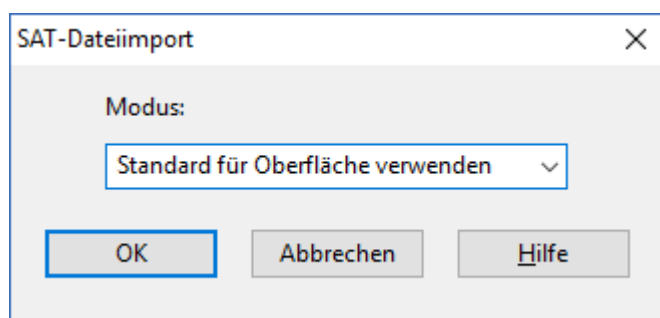 SAT-Dateiimport
Modus:
Standard für Oberfläche verwenden
OK Abbrechen Hilfe